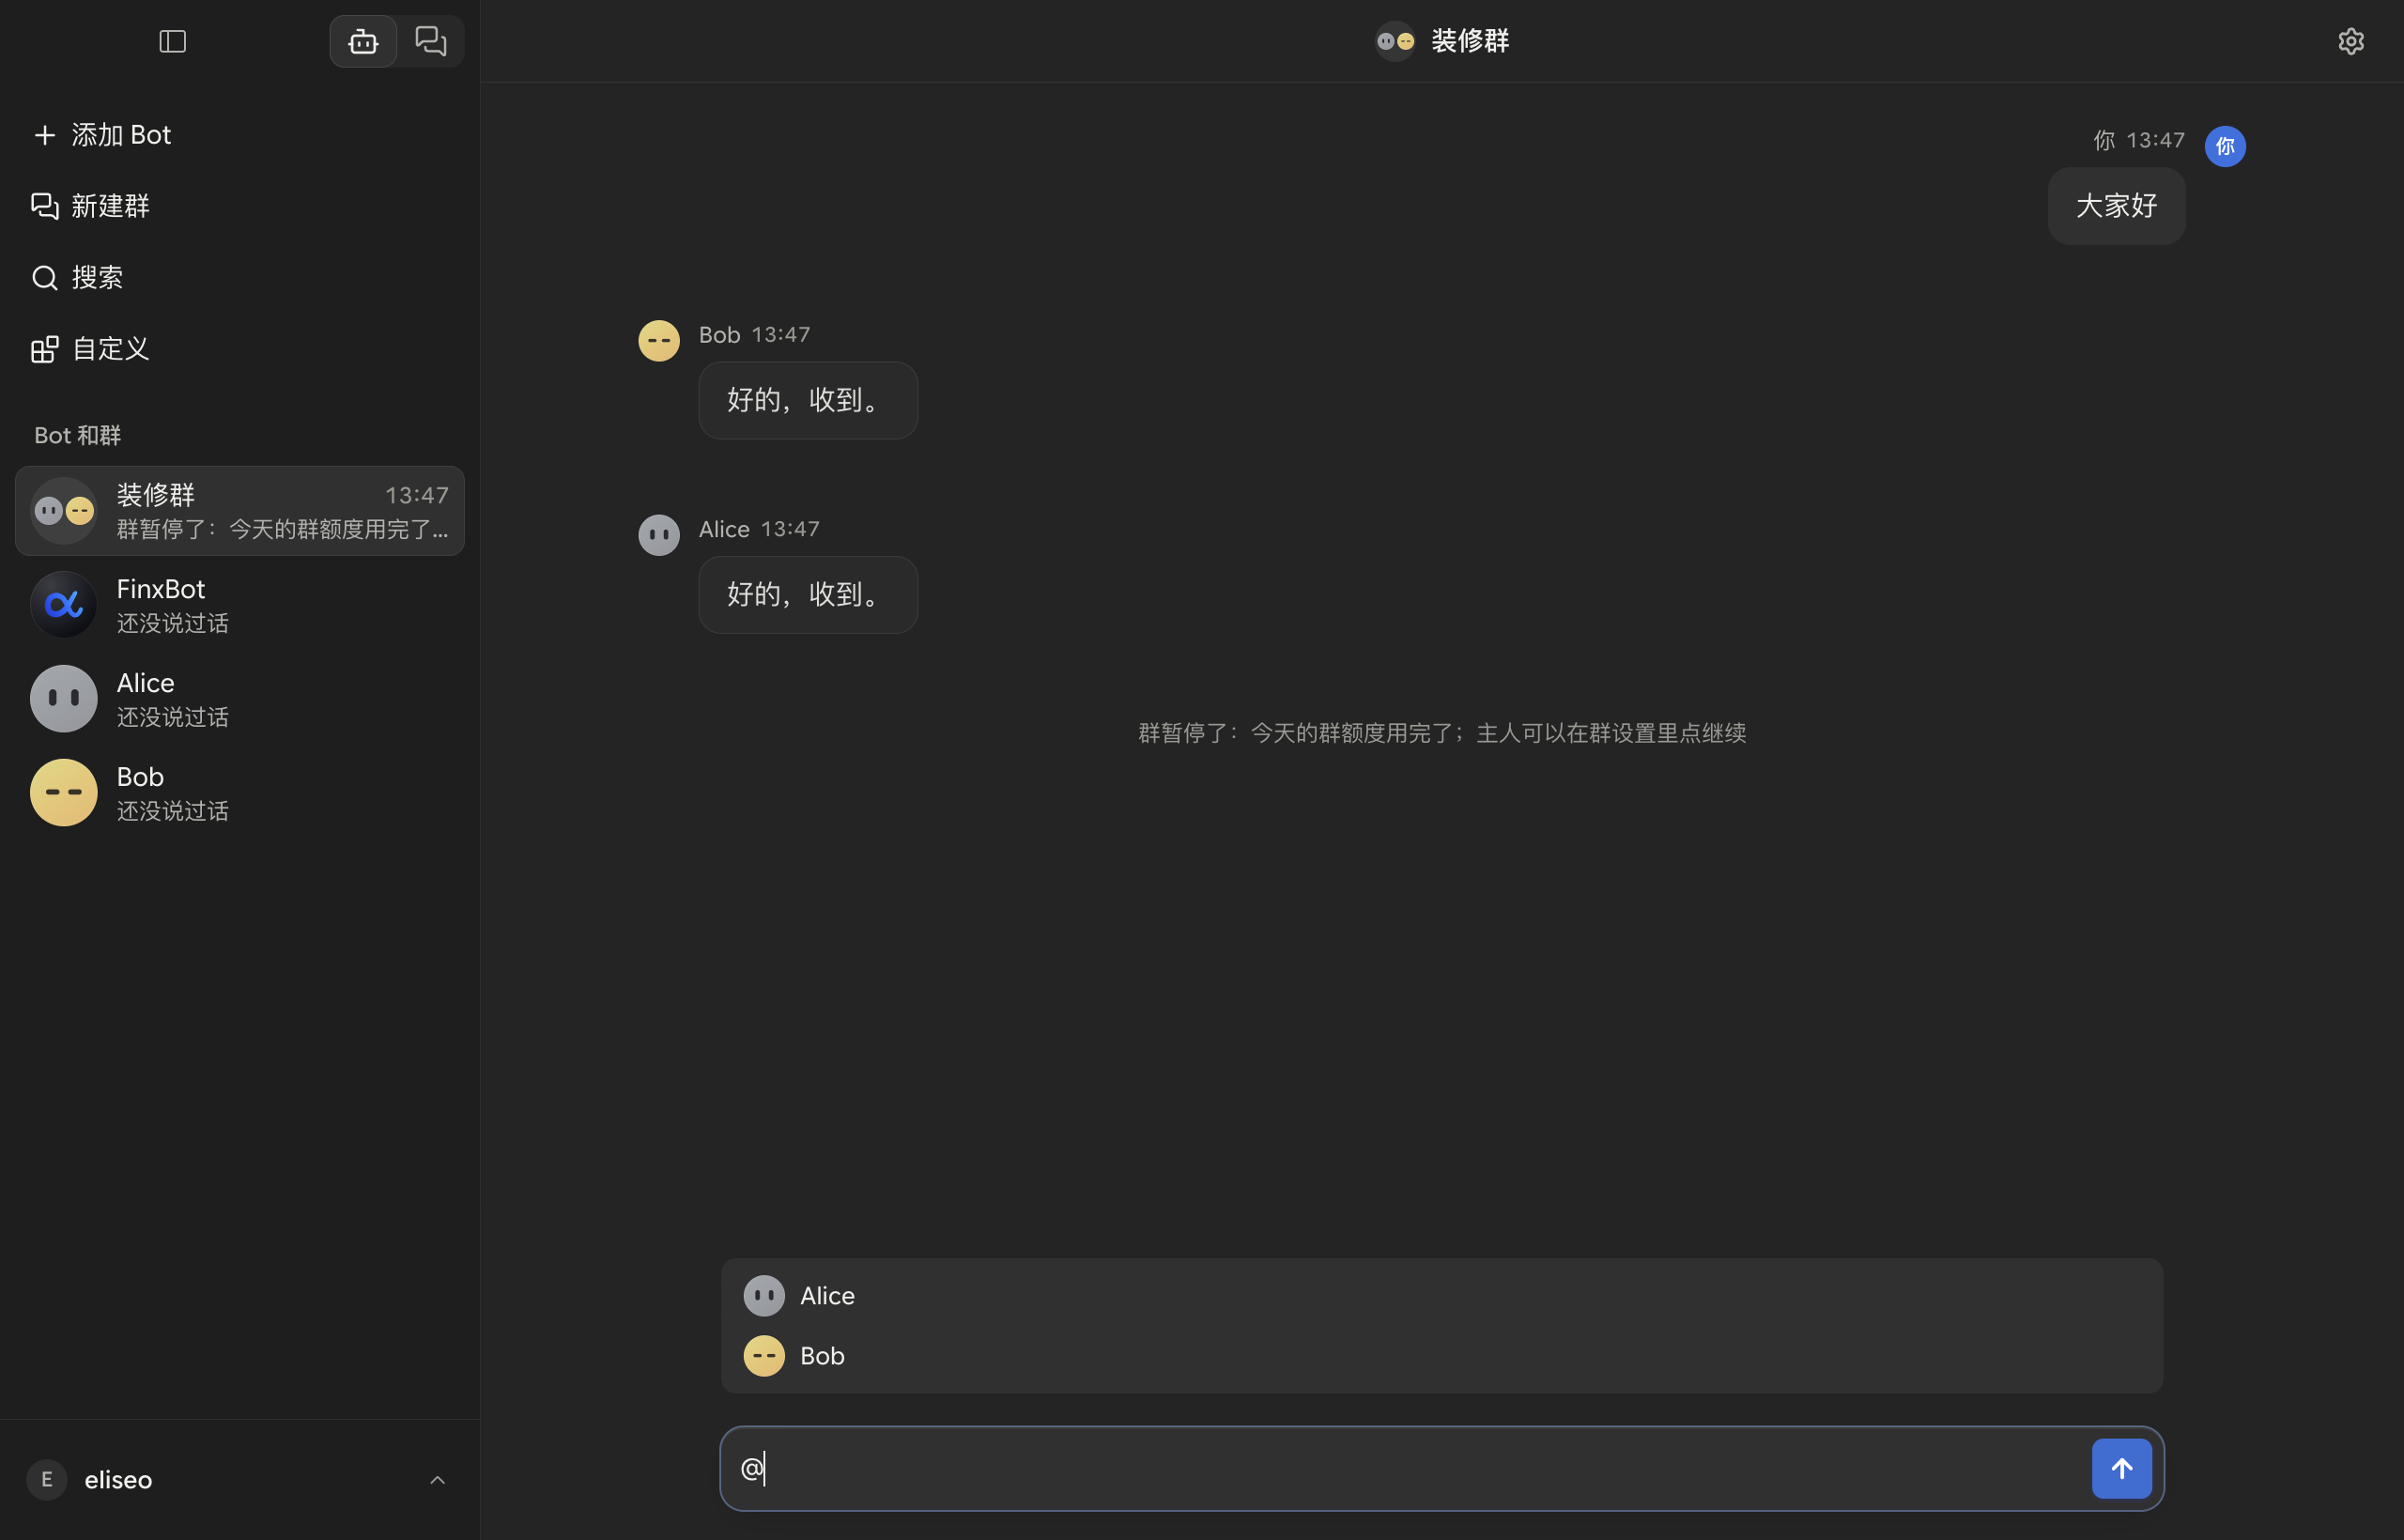 添加 Bot
新建群
搜索
自定义
Bot 和群
装修群 13:47
群暂停了：今天的群额度用完了...
FinxBot
还没说过话
Alice
还没说过话
Bob
还没说过话
E eliseo
装修群
你 13:47 你
大家好
Bob 13:47
好的，收到。
Alice 13:47
好的，收到。
群暂停了：今天的群额度用完了；主人可以在群设置里点继续
Alice
Bob
@